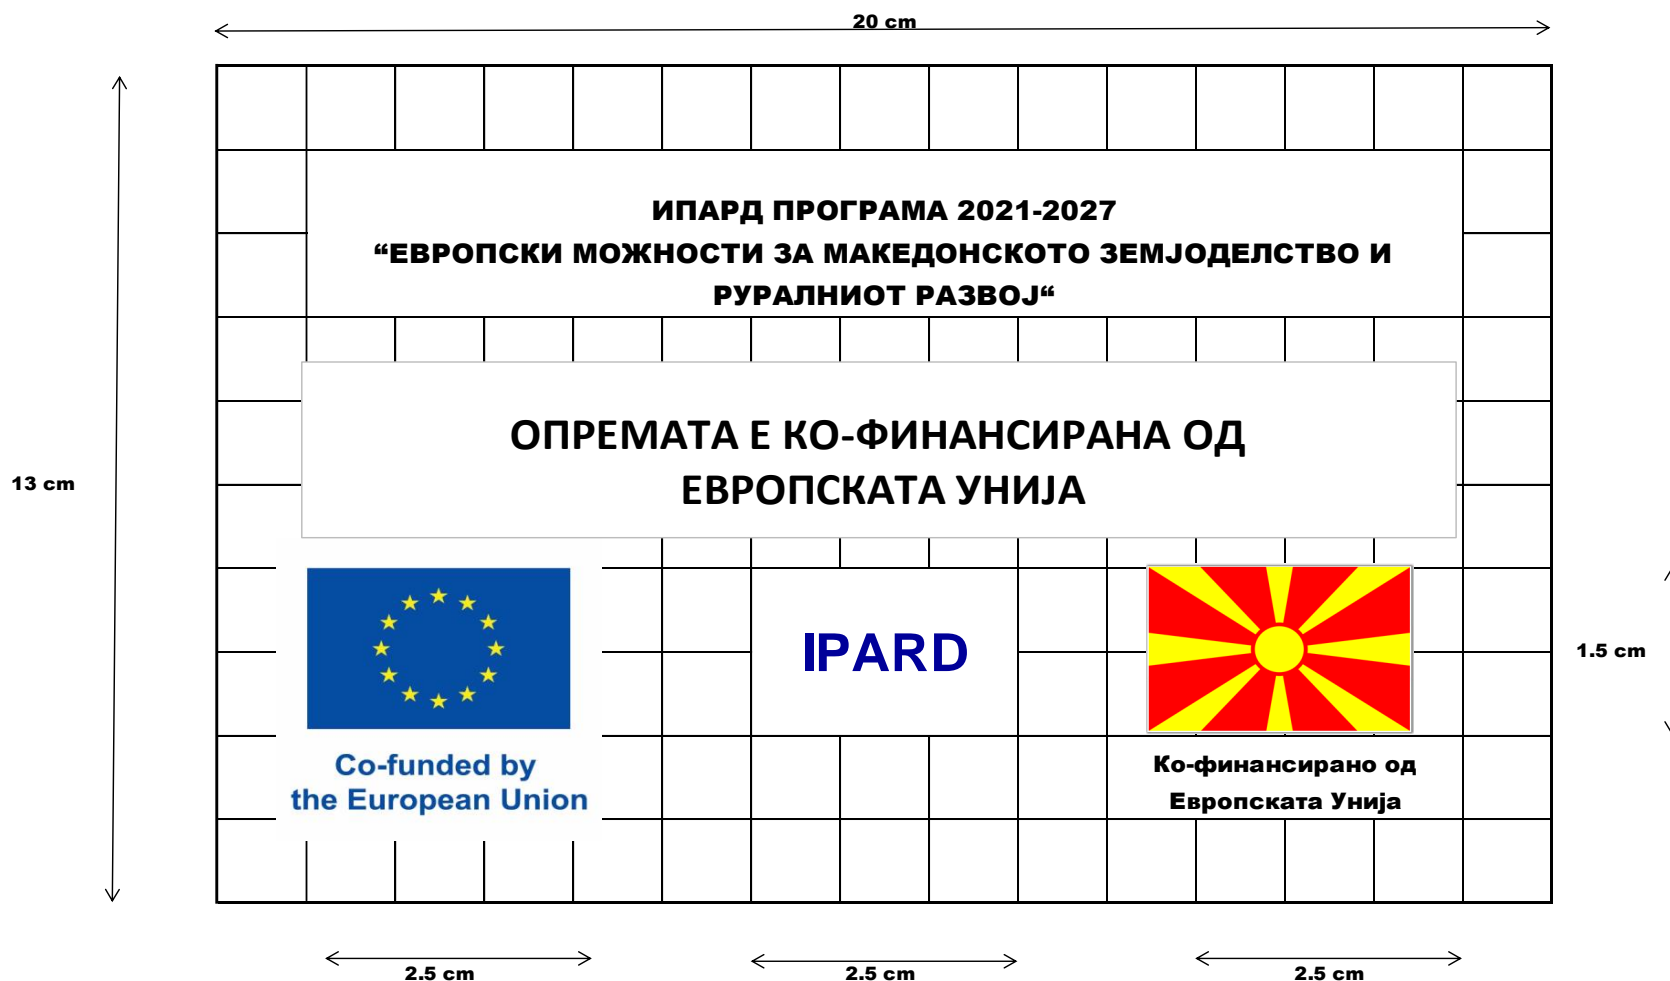 20 cm
ИПАРД ПРОГРАМА 2021-2027
“ЕВРОПСКИ МОЖНОСТИ ЗА МАКЕДОНСКОТО ЗЕМЈОДЕЛСТВО И
РУРАЛНИОТ РАЗВОЈ“
ОПРЕМАТА Е КО-ФИНАНСИРАНА ОД
ЕВРОПСКАТА УНИЈА
13 cm
IPARD
1.5 cm
Co-funded by
the European Union
Ко-финансирано од
Европската Унија
2.5 cm
2.5 cm
2.5 cm